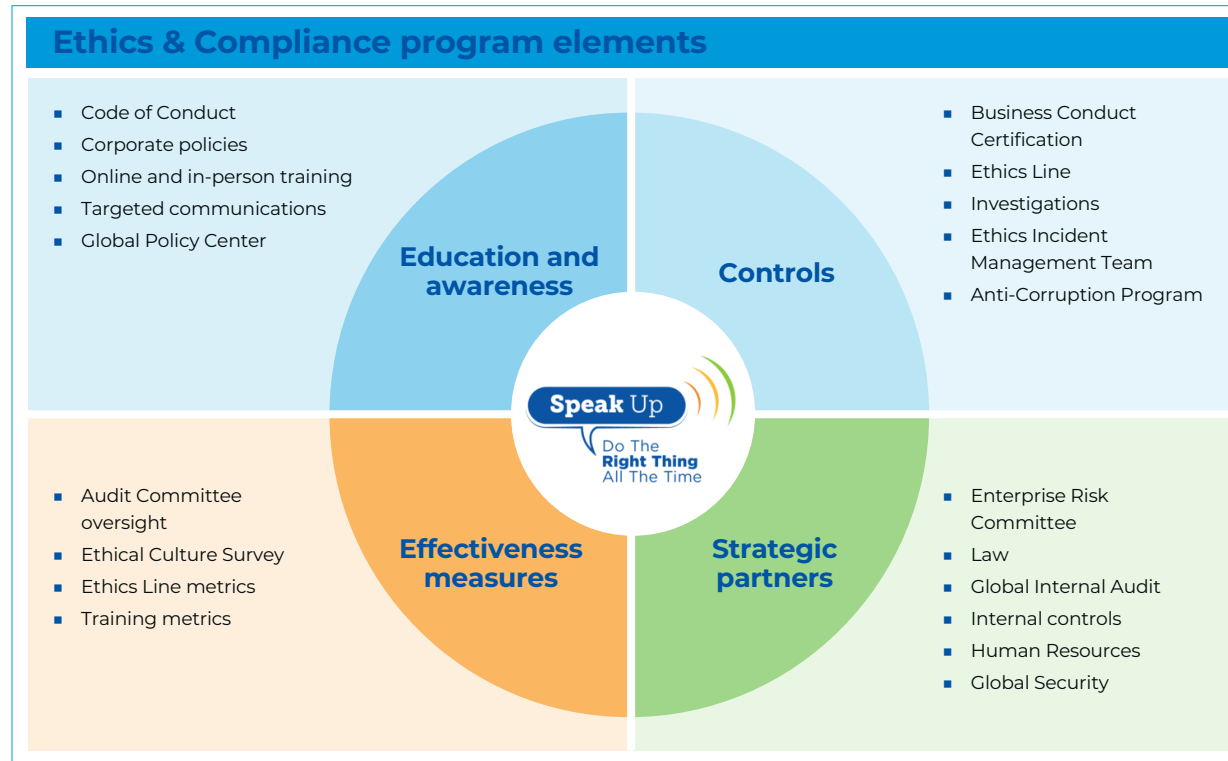 Ethics & Compliance program elements
Code of Conduct
Corporate policies
Online and in-person training
Targeted communications
Global Policy Center
Education and
awareness
Controls
Business Conduct
Certification
Ethics Line
Investigations
Ethics Incident
Management Team
Anti-Corruption Program
Speak Up
Do The
Right Thing
All The Time
Audit Committee
oversight
Ethical Culture Survey
Ethics Line metrics
Training metrics
Effectiveness
measures
Strategic
partners
Enterprise Risk
Committee
Law
Global Internal Audit
Internal controls
Human Resources
Global Security